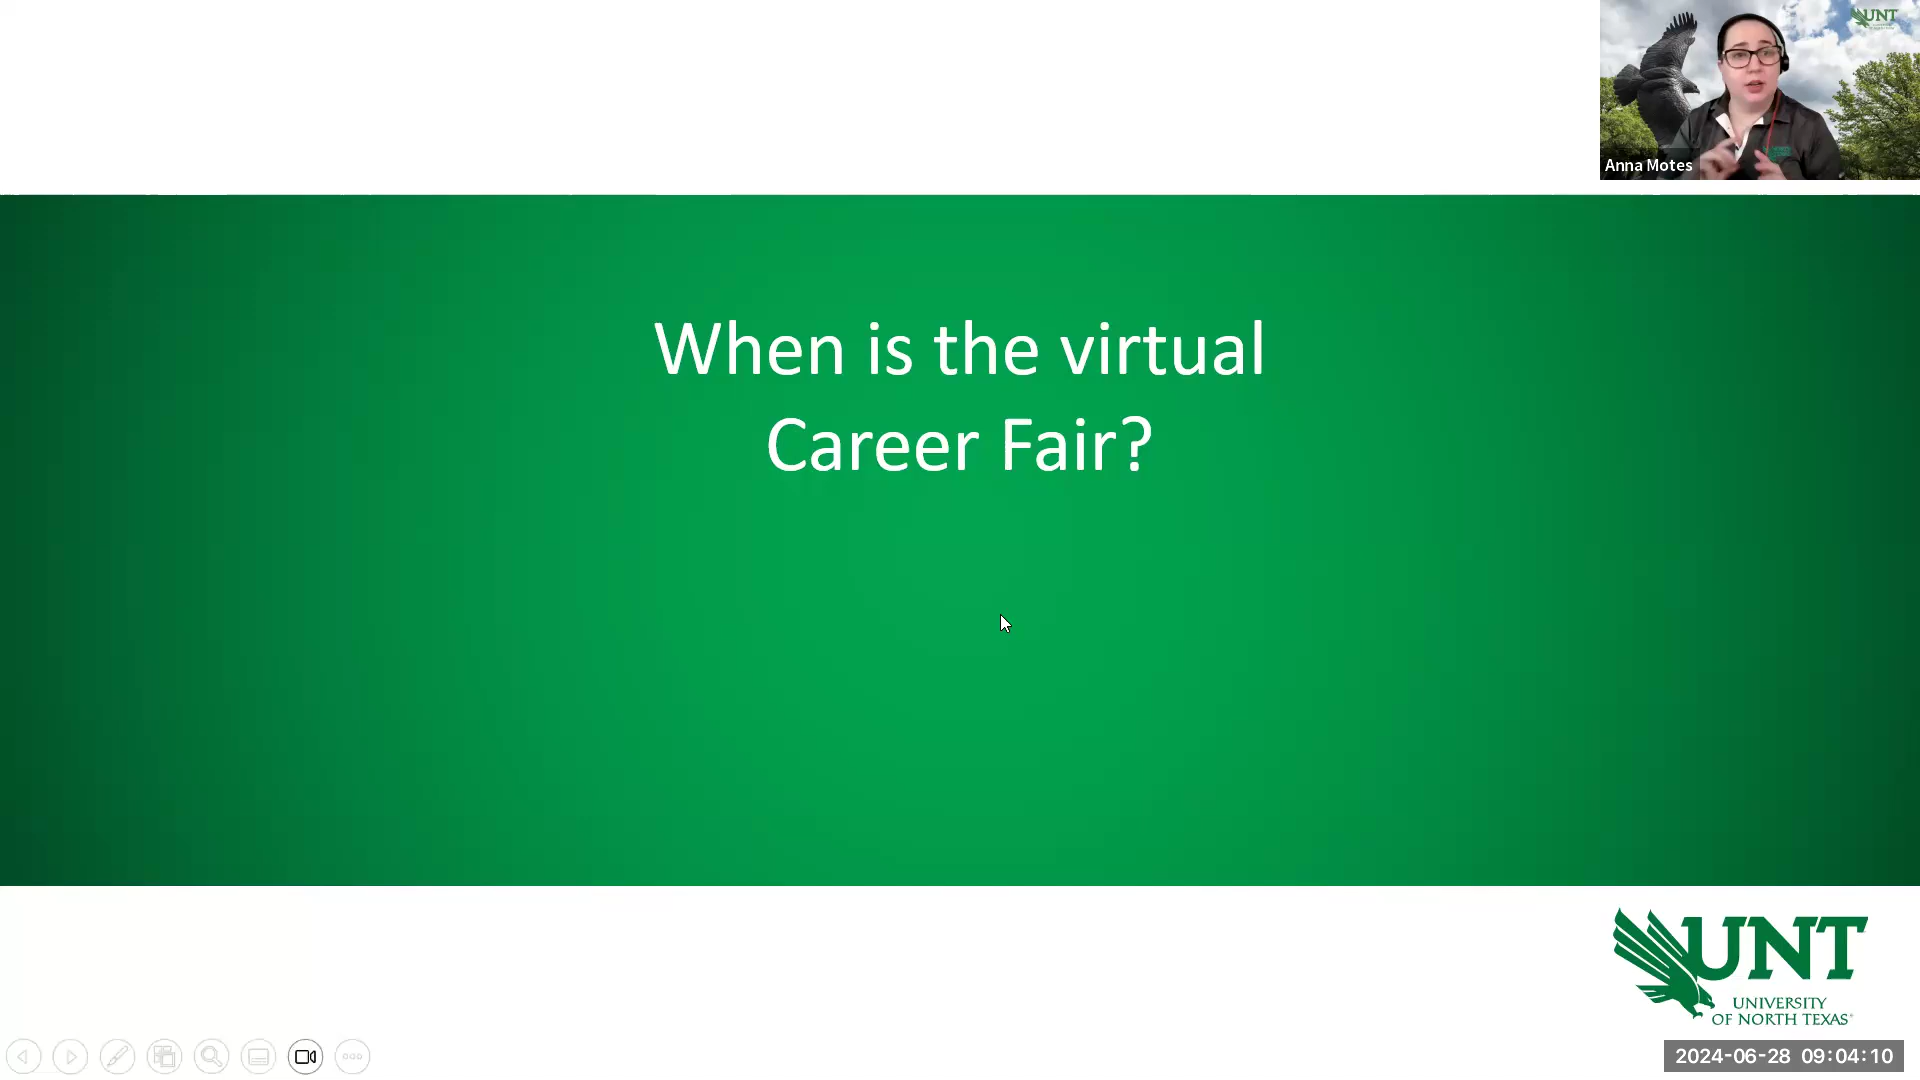 UNT
Anna Motes
When is the virtual
Career Fair?
UNT
UNIVERSITY
OF NORTH TEXAS
2024-06-28 09:04:10